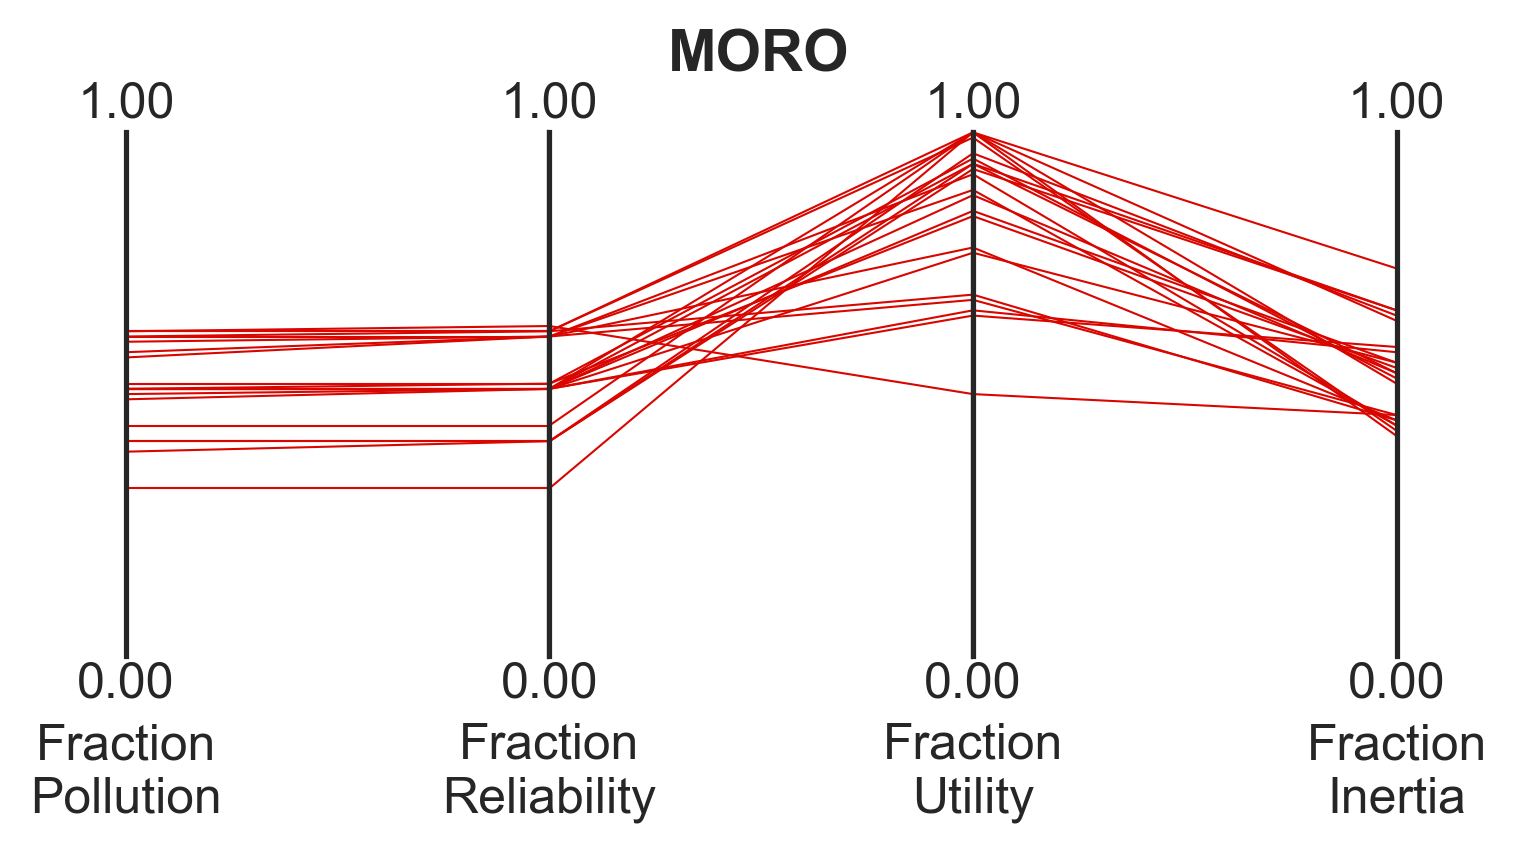 MORO
1.00 1.00 1.00 1.00
0.00 0.00 0.00 0.00
Fraction Fraction Fraction Fraction
Pollution Reliability Utility Inertia